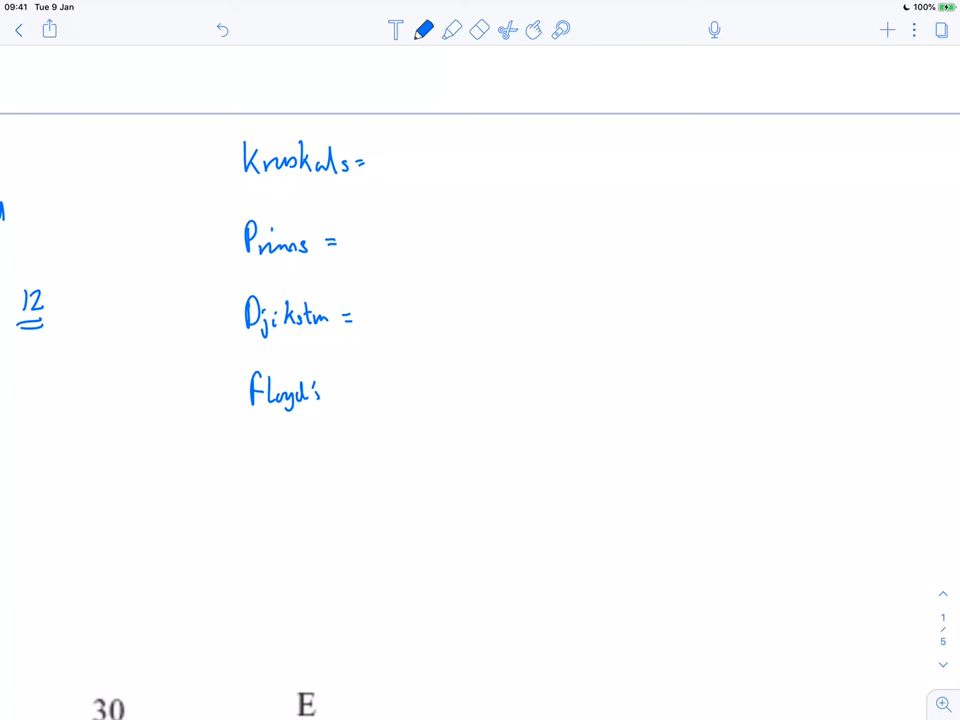 09:41 Tue 9 Jan 100%
T
Kruskals =
Prims =
12
Djikstra =
Floyd's
1
/
5
30 E